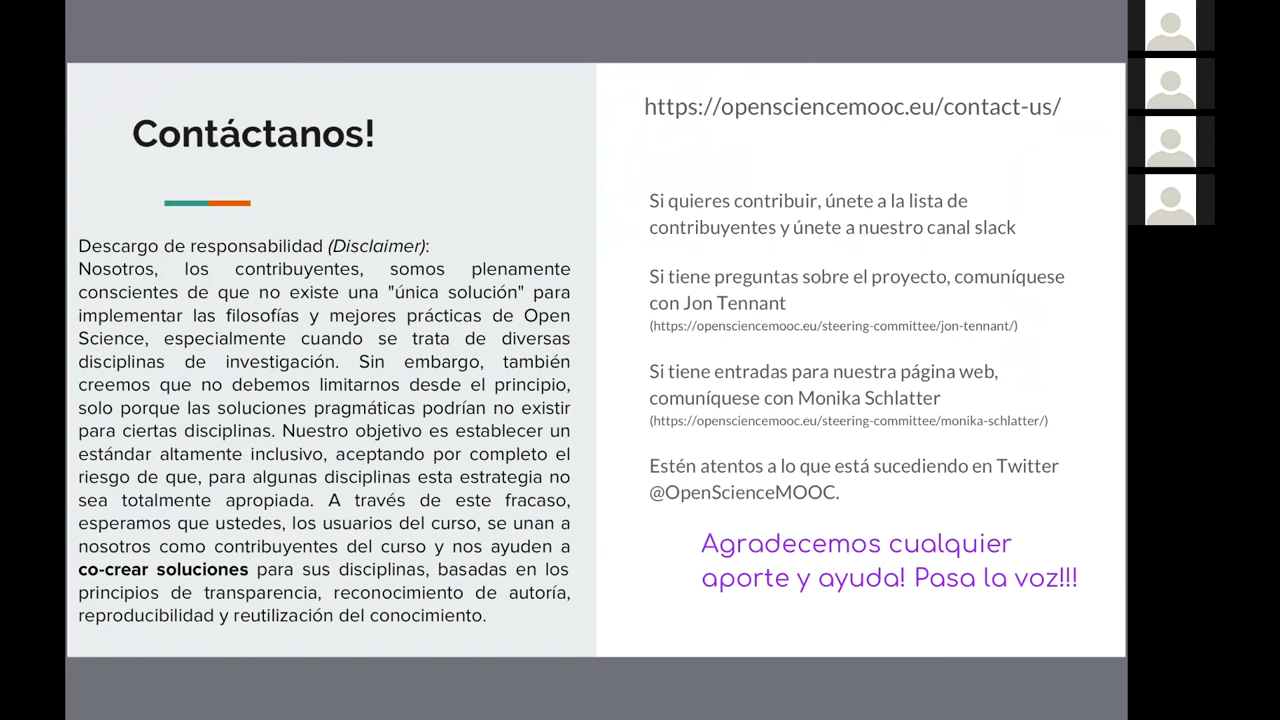 Contáctanos!
Descargo de responsabilidad (Disclaimer):
Nosotros, los contribuyentes, somos plenamente
conscientes de que no existe una "única solución" para
implementar las filosofías y mejores prácticas de Open
Science, especialmente cuando se trata de diversas
disciplinas de investigación. Sin embargo, también
creemos que no debemos limitarnos desde el principio,
solo porque las soluciones pragmáticas podrían no existir
para ciertas disciplinas. Nuestro objetivo es establecer un
estándar altamente inclusivo, aceptando por completo el
riesgo de que, para algunas disciplinas esta estrategia no
sea totalmente apropiada. A través de este fracaso,
esperamos que ustedes, los usuarios del curso, se unan a
nosotros como contribuyentes del curso y nos ayuden a
co-crear soluciones para sus disciplinas, basadas en los
principios de transparencia, reconocimiento de autoría,
reproducibilidad y reutilización del conocimiento.
https://opensciencemooc.eu/contact-us/
Si quieres contribuir, únete a la lista de
contribuyentes y únete a nuestro canal slack
Si tiene preguntas sobre el proyecto, comuníquese
con Jon Tennant
(https://opensciencemooc.eu/steering-committee/jon-tennant/)
Si tiene entradas para nuestra página web,
comuníquese con Monika Schlatter
(https://opensciencemooc.eu/steering-committee/monika-schlatter/)
Estén atentos a lo que está sucediendo en Twitter
@OpenScienceMOOC.
Agradecemos cualquier
aporte y ayuda! Pasa la voz!!!